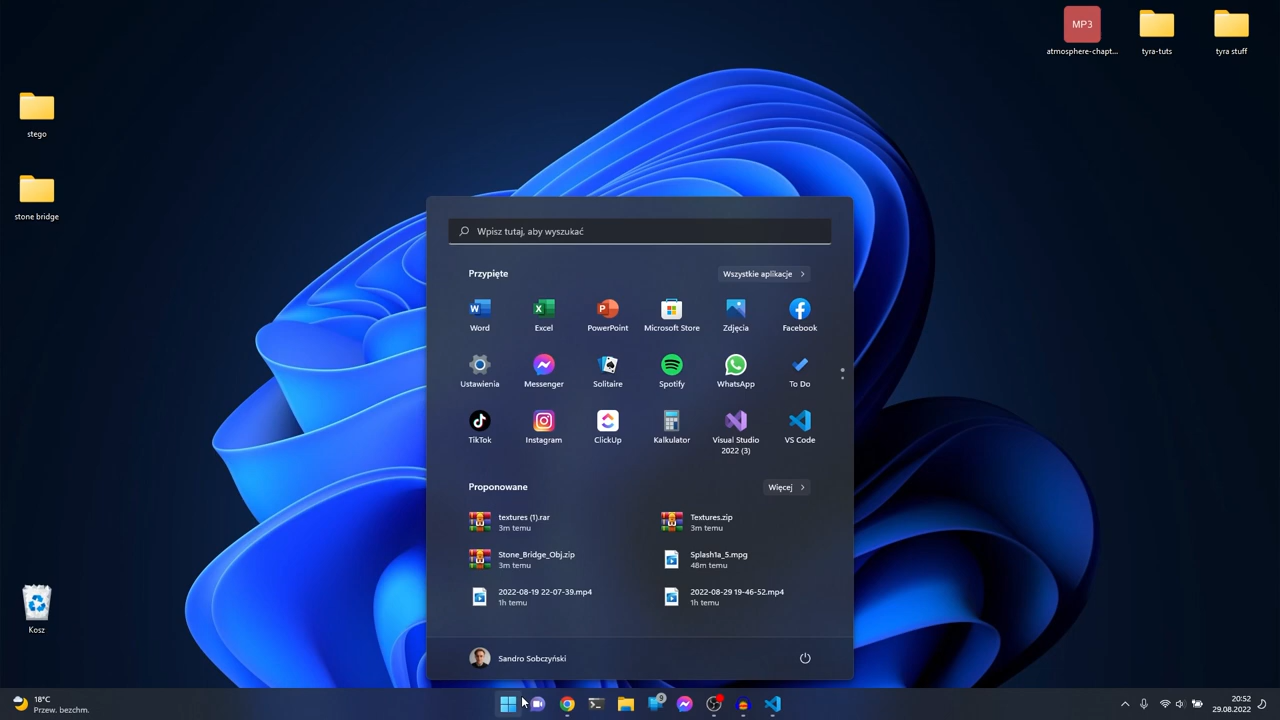 MP3
atmosphere-chapt...
tyra-tuts
tyra stuff
stego
stone bridge
Wpisz tutaj, aby wyszukać
Przypięte
Wszystkie aplikacje
Word
Excel
PowerPoint
Microsoft Store
Zdjęcia
Facebook
Ustawienia
Messenger
Solitaire
Spotify
WhatsApp
To Do
TikTok
Instagram
ClickUp
Kalkulator
Visual Studio
2022 (3)
VS Code
Proponowane
Więcej
textures (1).rar
3m temu
Textures.zip
3m temu
Stone_Bridge_Obj.zip
3m temu
Splash1a_5.mpg
48m temu
2022-08-19 22-07-39.mp4
1h temu
2022-08-29 19-46-52.mp4
1h temu
Kosz
Sandro Sobczyński
18°C
Przew. bezchm.
9
20:52
29.08.2022